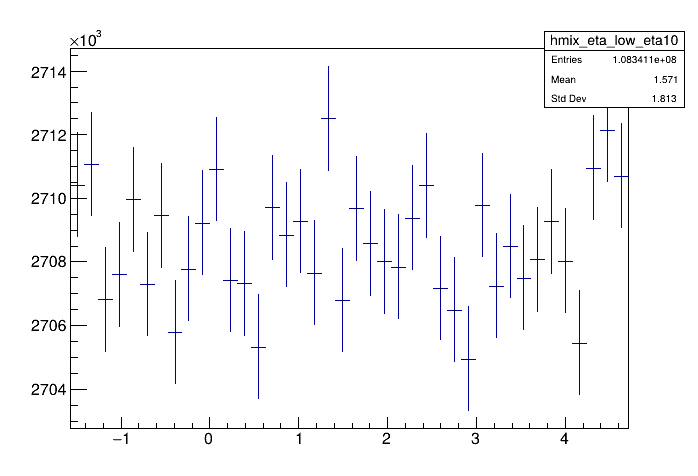 ×10³
hmix_eta_low_eta10
Entries 1.083411e+08
Mean 1.571
Std Dev 1.813
2714
2712
2710
2708
2706
2704
−1 0 1 2 3 4